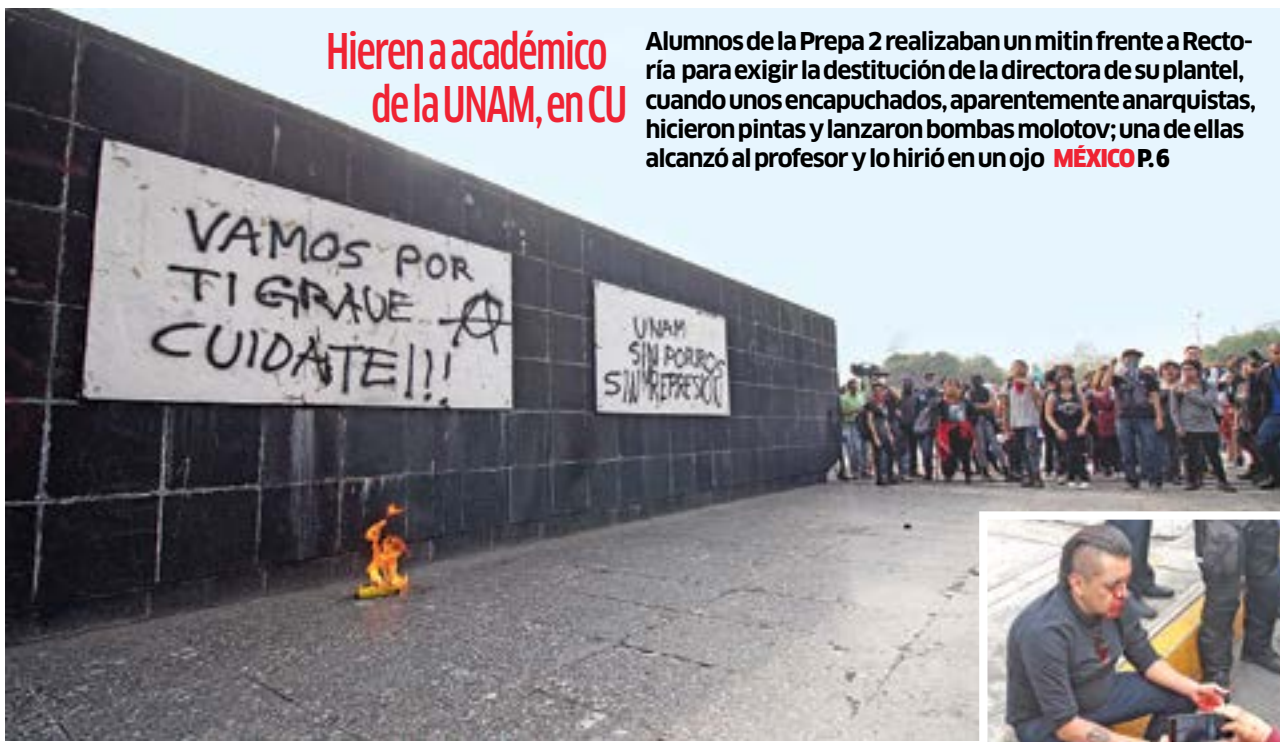 Hieren a académico
de la UNAM, en CU
Alumnos de la Prepa 2 realizaban un mitin frente a Recto-
ría para exigir la destitución de la directora de su plantel,
cuando unos encapuchados, aparentemente anarquistas,
hicieron pintas y lanzaron bombas molotov; una de ellas
alcanzó al profesor y lo hirió en un ojo MÉXICO P. 6
VAMOS POR
TI GRAUE
CUIDATE!!!
UNAM
SIN PORROS
SIN REPRESION